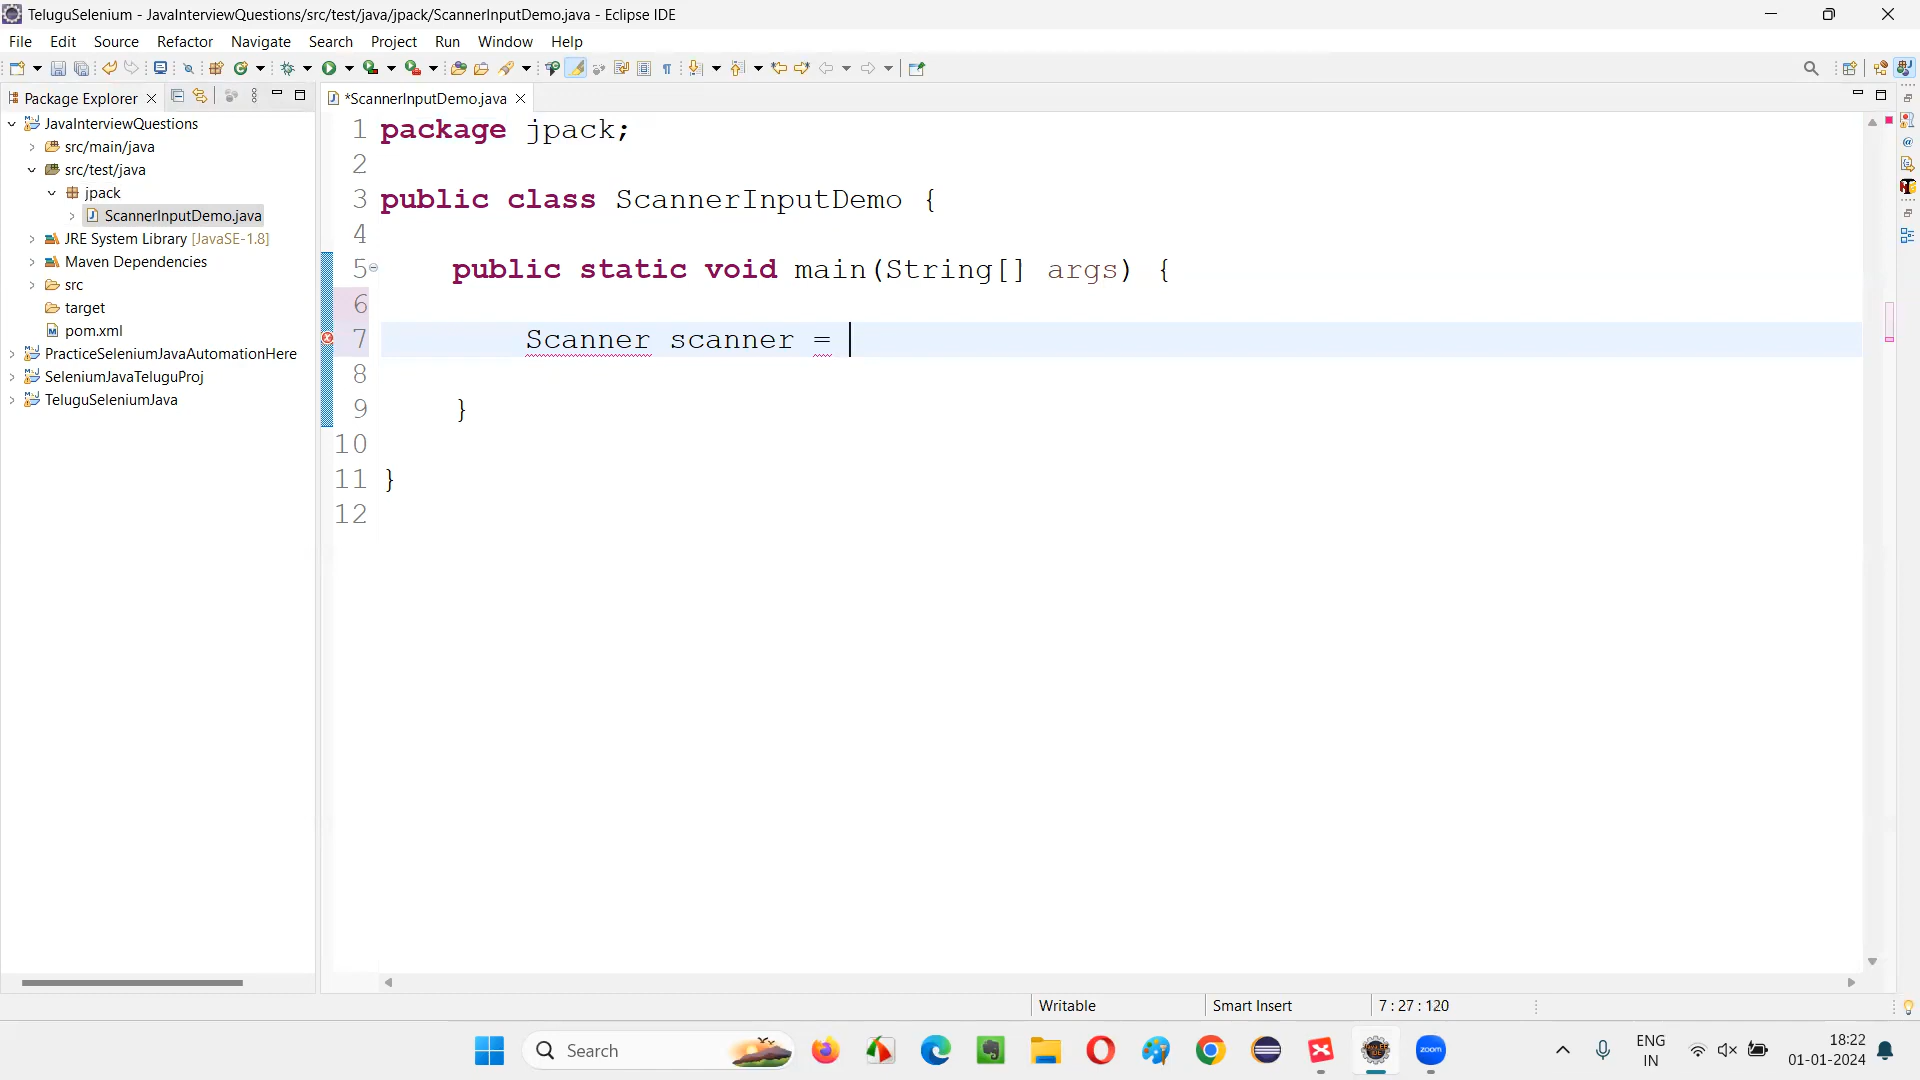 TeluguSelenium - JavaInterviewQuestions/src/test/java/jpack/ScannerInputDemo.java - Eclipse IDE
File Edit Source Refactor Navigate Search Project Run Window Help
Package Explorer
*ScannerInputDemo.java
JavaInterviewQuestions
src/main/java
src/test/java
jpack
ScannerInputDemo.java
JRE System Library [JavaSE-1.8]
Maven Dependencies
src
target
pom.xml
PracticeSeleniumJavaAutomationHere
SeleniumJavaTeluguProj
TeluguSeleniumJava
1 package jpack;
2
3 public class ScannerInputDemo {
4
5 public static void main(String[] args) {
6
7 Scanner scanner =
8
9 }
10
11 }
12
Writable Smart Insert 7 : 27 : 120
Search
zoom
ENG
IN
18:22
01-01-2024